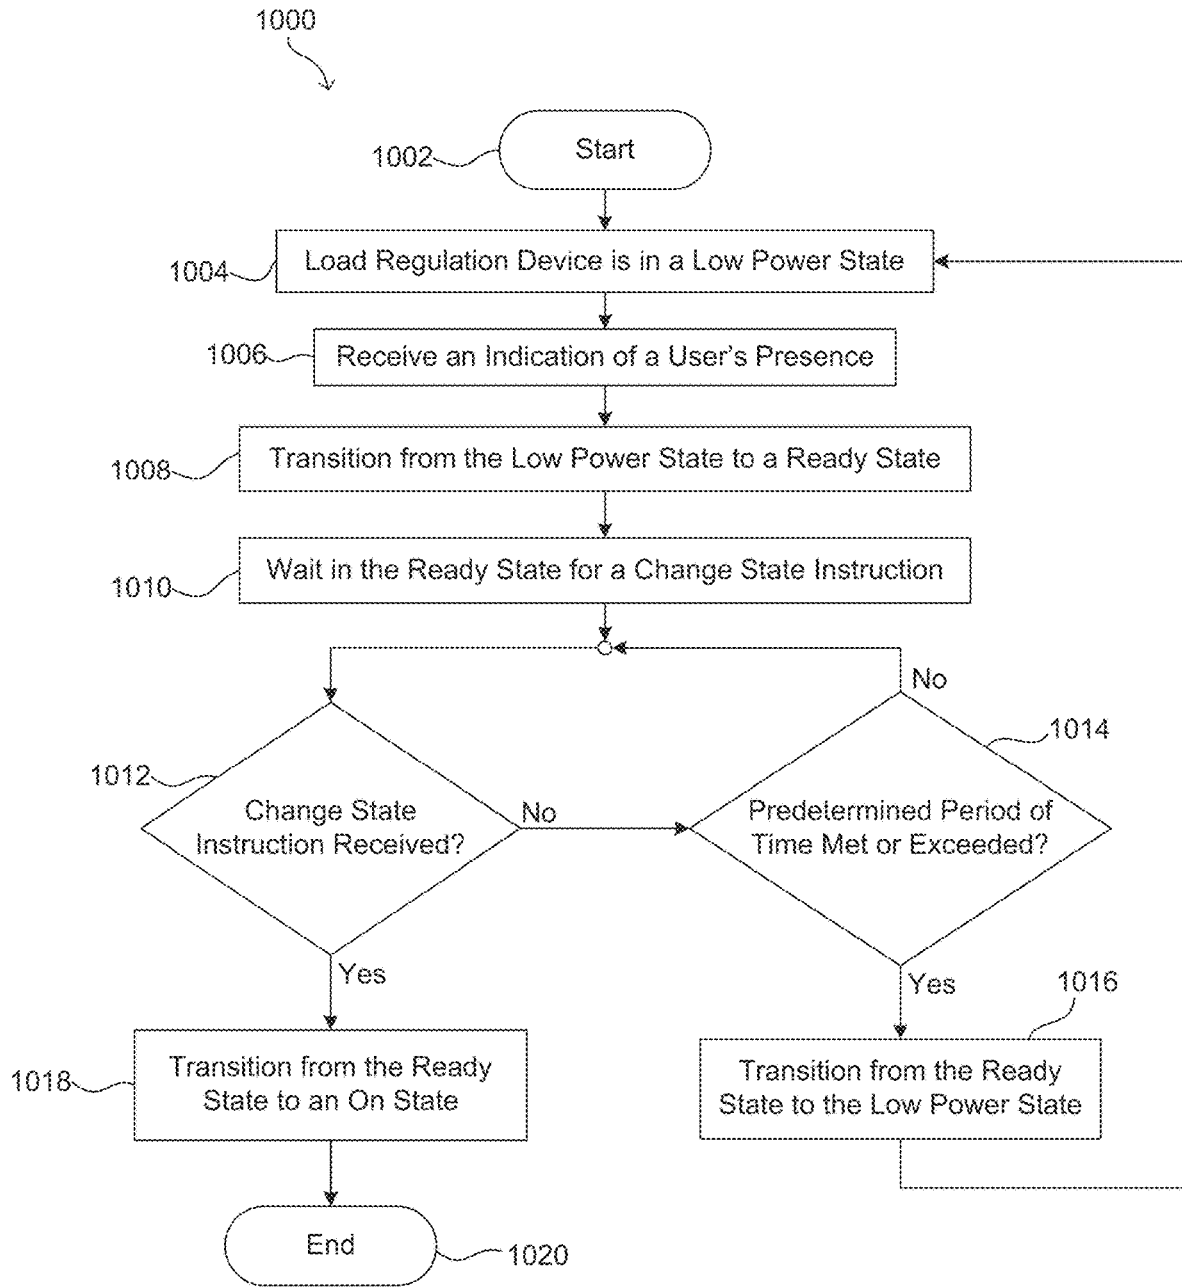 1000
1002
Start
1004
Load Regulation Device is in a Low Power State
1006
Receive an Indication of a User's Presence
1008
Transition from the Low Power State to a Ready State
1010
Wait in the Ready State for a Change State Instruction
No
1014
1012
Change State
Instruction Received?
No
Predetermined Period of
Time Met or Exceeded?
Yes
Yes
1016
1018
Transition from the Ready
State to an On State
Transition from the Ready
State to the Low Power State
End
1020